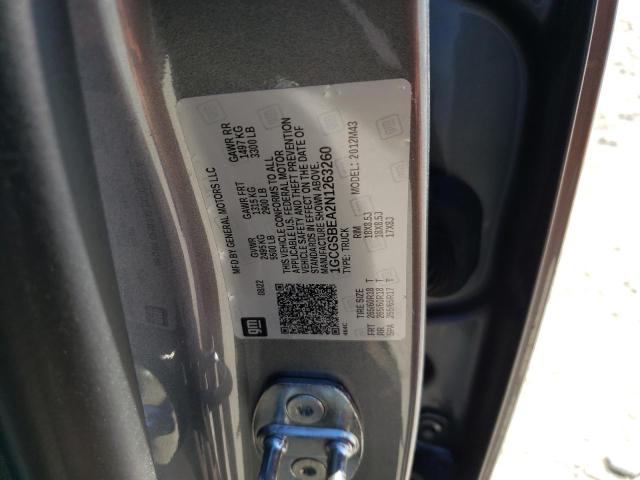 MFD BY GENERAL MOTORS LLC
08/22 GVWR GAWR FRT GAWR RR
2495 KG 1315 KG 1497 KG
5500 LB 2900 LB 3300 LB
THIS VEHICLE CONFORMS TO ALL
APPLICABLE U.S. FEDERAL MOTOR
VEHICLE SAFETY AND THEFT PREVENTION
STANDARDS IN EFFECT ON THE DATE OF
MANUFACTURE SHOWN ABOVE.
1GCGSBEA2N1263260
TYPE: TRUCK MODEL: 2012M43
TIRE SIZE RIM
FRT 265/60R18 T 18X8.5J
RR 265/60R18 T 18X8.5J
SPA 265/65R17 T 17X8J
gm